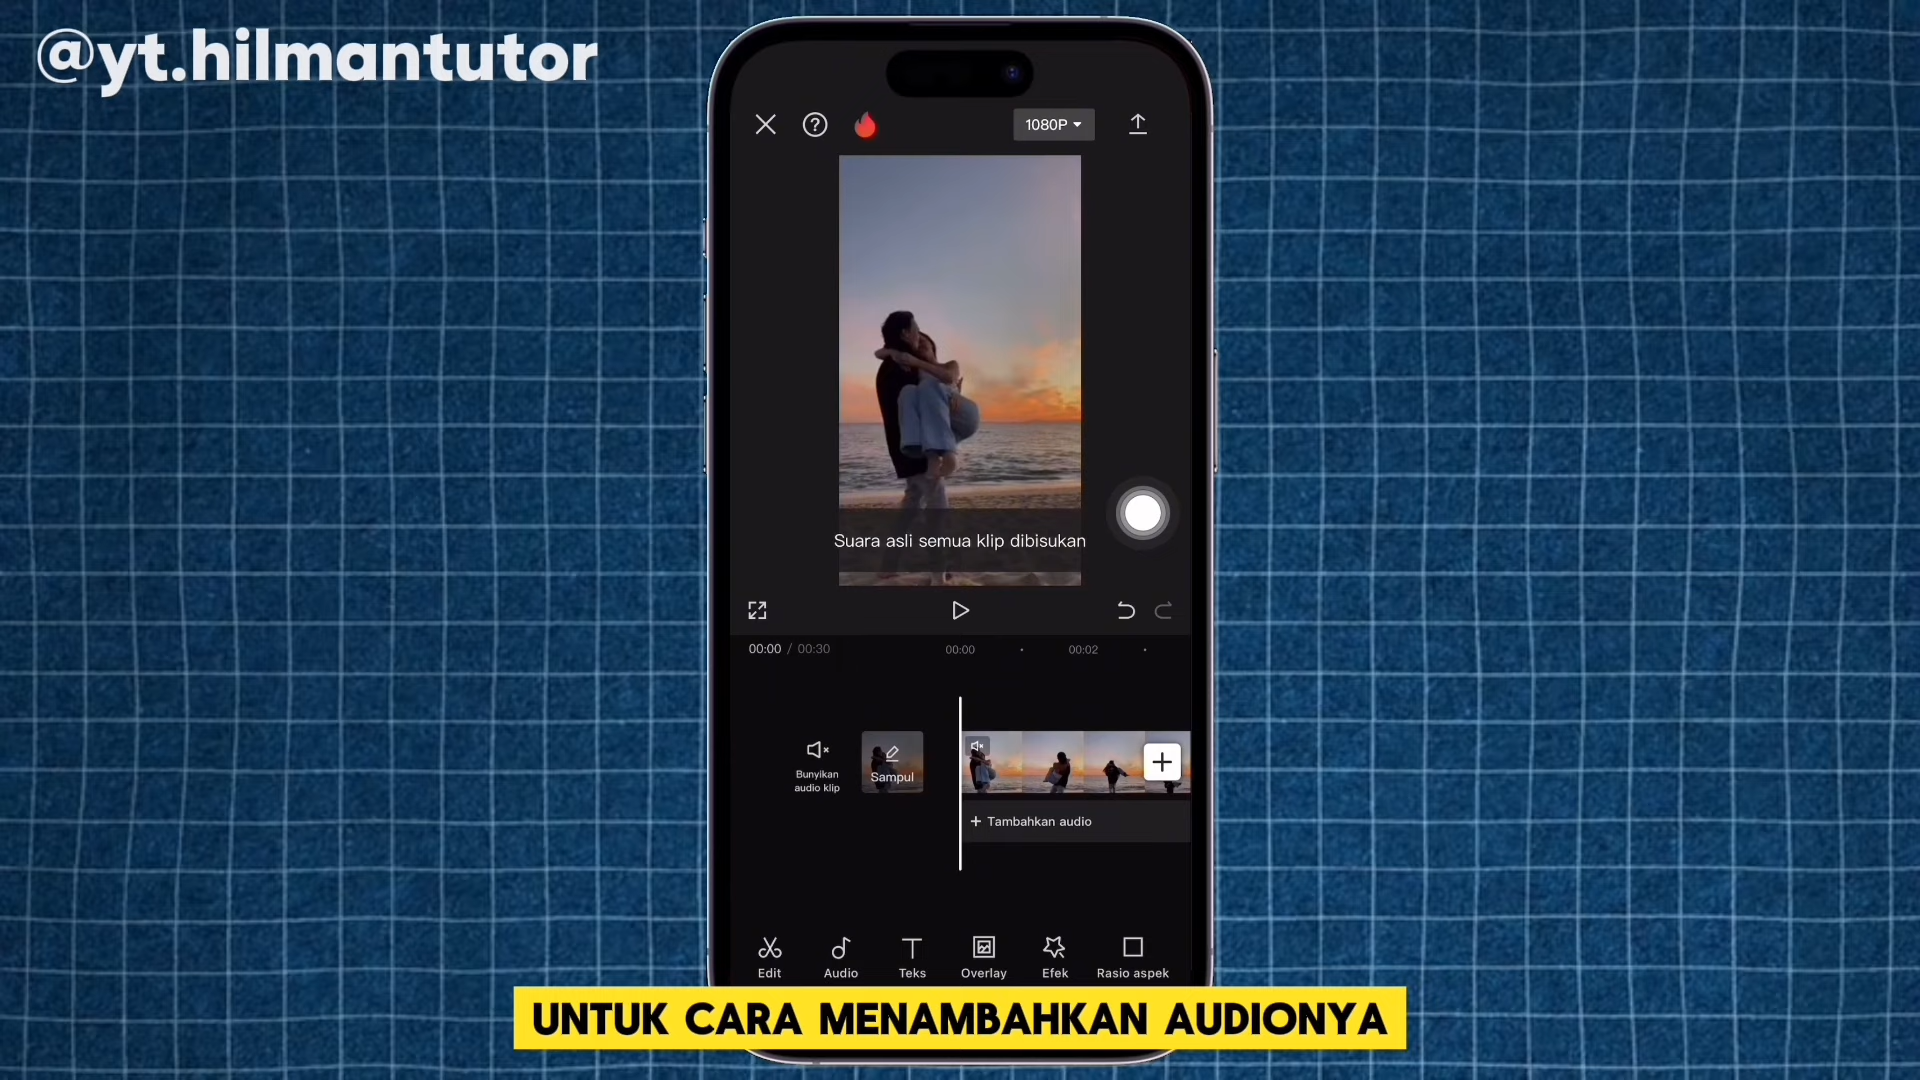 @yt.hilmantutor
1080P
Suara asli semua klip dibisukan
00:00 / 00:30
00:00
00:02
Bunyikan
audio klip
Sampul
+ Tambahkan audio
Edit
Audio
Teks
Overlay
Efek
Rasio aspek
UNTUK CARA MENAMBAHKAN AUDIONYA